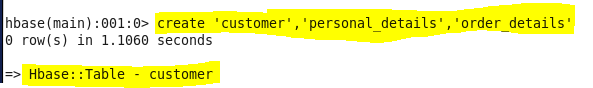 hbase(main):001:0> create 'customer','personal_details','order_details'
0 row(s) in 1.1060 seconds
=> Hbase::Table - customer